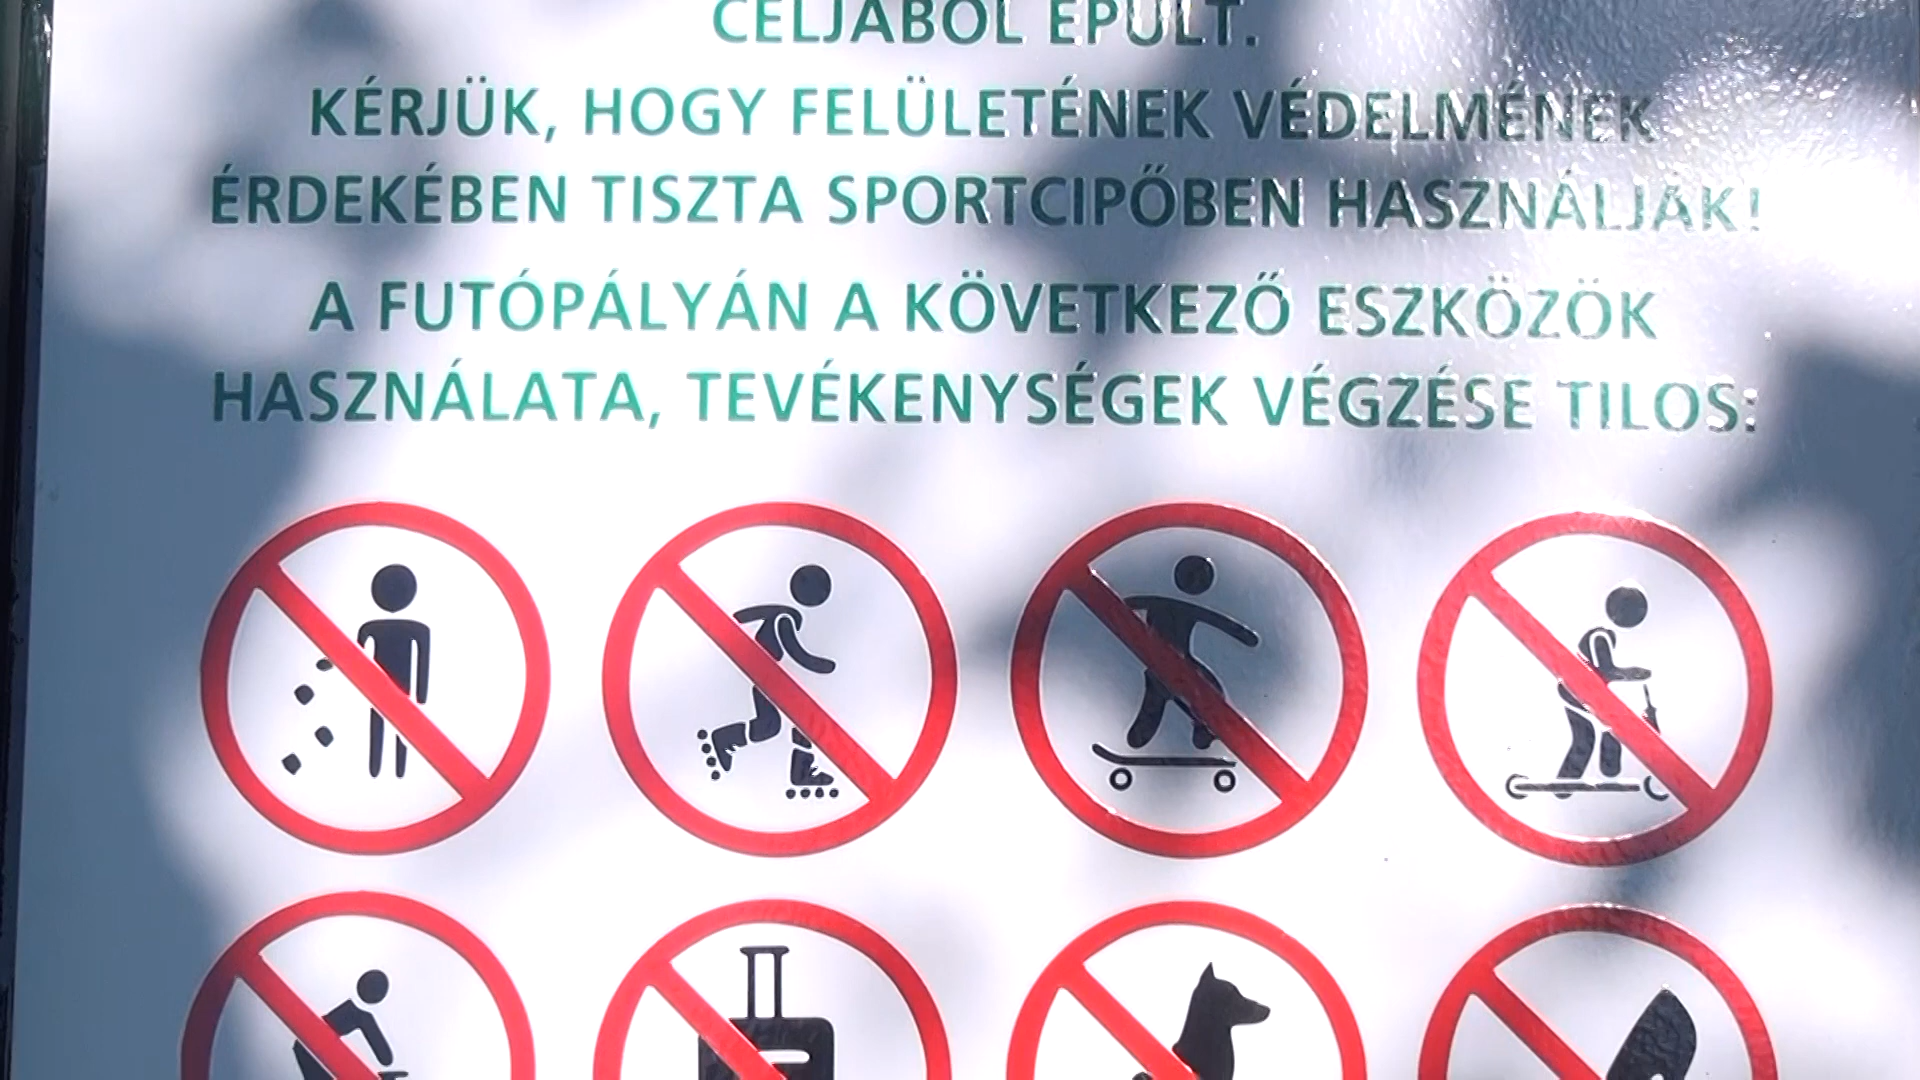 CÉLJÁBÓL ÉPÜLT.
KÉRJÜK, HOGY FELÜLETÉNEK VÉDELMÉNEK
ÉRDEKÉBEN TISZTA SPORTCIPŐBEN HASZNÁLJÁK!
A FUTÓPÁLYÁN A KÖVETKEZŐ ESZKÖZÖK
HASZNÁLATA, TEVÉKENYSÉGEK VÉGZÉSE TILOS: